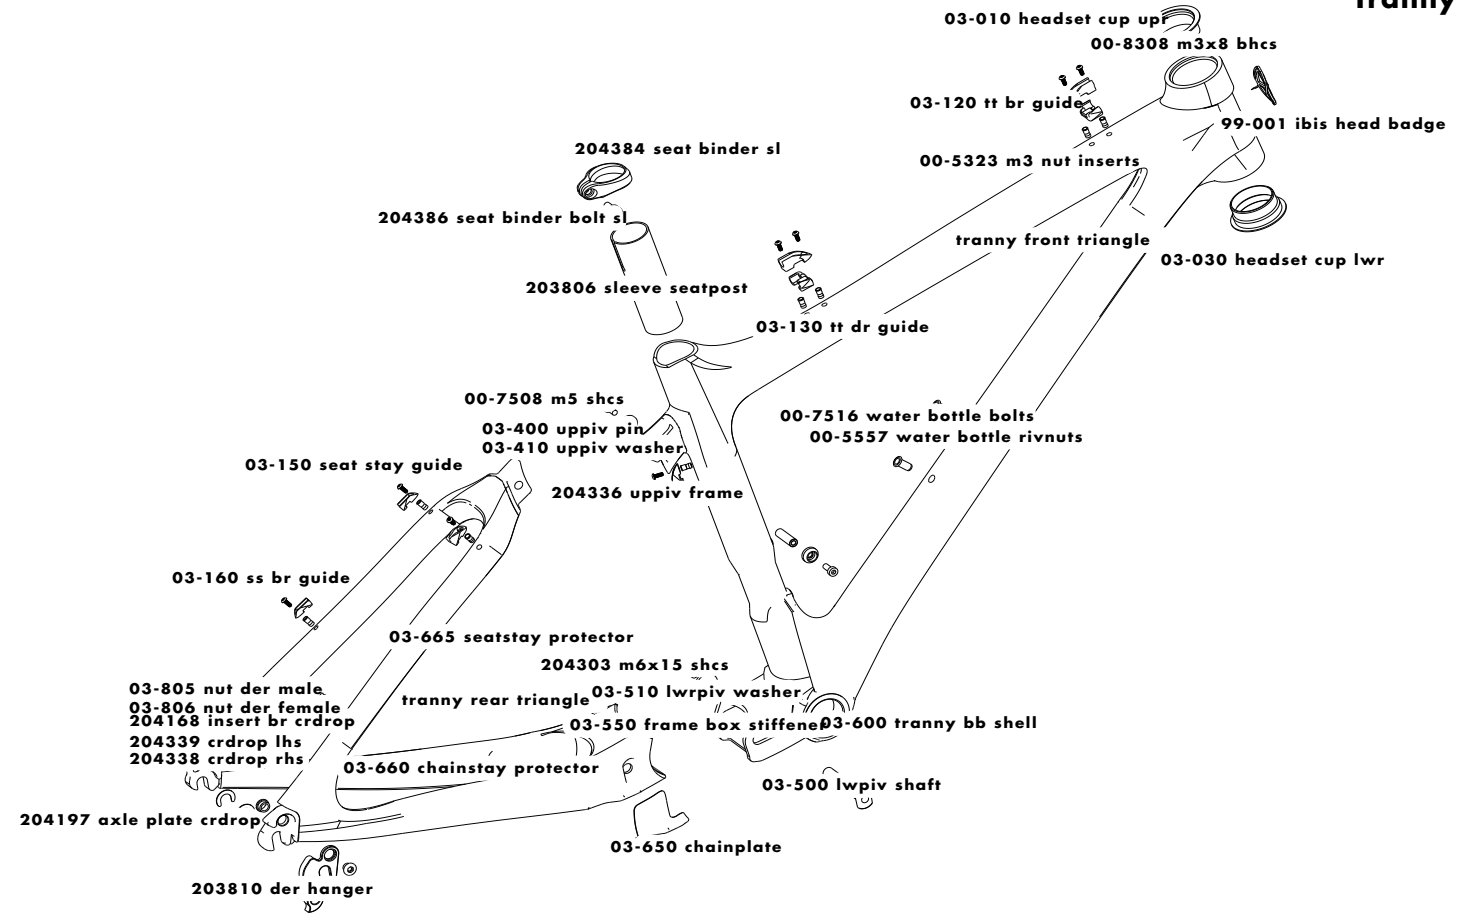 tranny
03-010 headset cup upr
00-8308 m3x8 bhcs
03-120 tt br guide
99-001 ibis head badge
204384 seat binder sl
00-5323 m3 nut inserts
204386 seat binder bolt sl
tranny front triangle
03-030 headset cup lwr
203806 sleeve seatpost
03-130 tt dr guide
00-7508 m5 shcs
00-7516 water bottle bolts
03-400 uppiv pin
00-5557 water bottle rivnuts
03-410 uppiv washer
03-150 seat stay guide
204336 uppiv frame
03-160 ss br guide
03-665 seatstay protector
204303 m6x15 shcs
03-805 nut der male
03-510 lwrpiv washer
tranny rear triangle
03-806 nut der female
204168 insert br crdrop
03-550 frame box stiffener
03-600 tranny bb shell
204339 crdrop lhs
204338 crdrop rhs
03-660 chainstay protector
03-500 lwpiv shaft
204197 axle plate crdrop
03-650 chainplate
203810 der hanger